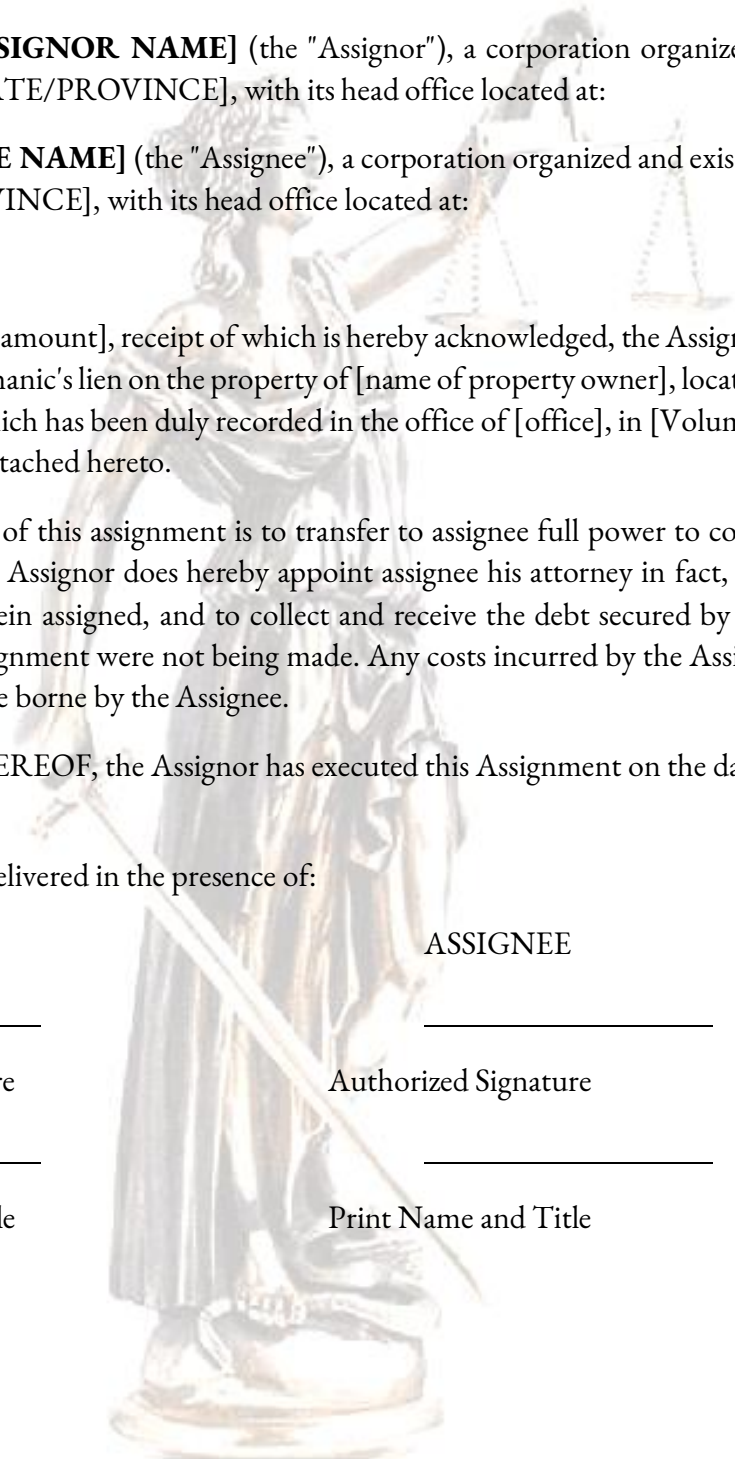 SIGNOR NAME] (the "Assignor"), a corporation organize
TE/PROVINCE], with its head office located at:
E NAME] (the "Assignee"), a corporation organized and exis
VINCE], with its head office located at:
amount], receipt of which is hereby acknowledged, the Assign
hanic's lien on the property of [name of property owner], locat
ich has been duly recorded in the office of [office], in [Volum
tached hereto.
of this assignment is to transfer to assignee full power to co
Assignor does hereby appoint assignee his attorney in fact,
ein assigned, and to collect and receive the debt secured by
gnment were not being made. Any costs incurred by the Assi
e borne by the Assignee.
EREOF, the Assignor has executed this Assignment on the da
elivered in the presence of:
ASSIGNEE
re Authorized Signature
le Print Name and Title